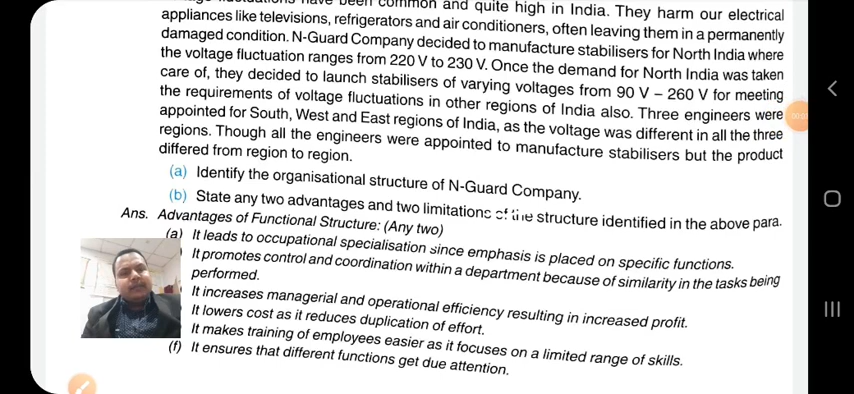 been common and quite high in India. They harm our electrical
appliances like televisions, refrigerators and air conditioners, often leaving them in a permanently
damaged condition. N-Guard Company decided to manufacture stabilisers for North India where
the voltage fluctuation ranges from 220 V to 230 V. Once the demand for North India was taken
care of, they decided to launch stabilisers of varying voltages from 90 V – 260 V for meeting
the requirements of voltage fluctuations in other regions of India also. Three engineers were
appointed for South, West and East regions of India, as the voltage was different in all the three
regions. Though all the engineers were appointed to manufacture stabilisers but the product
differed from region to region.
(a) Identify the organisational structure of N-Guard Company.
(b) State any two advantages and two limitations of the structure identified in the above para.
Ans. Advantages of Functional Structure: (Any two)
(a) It leads to occupational specialisation since emphasis is placed on specific functions.
It promotes control and coordination within a department because of similarity in the tasks being
performed.
It increases managerial and operational efficiency resulting in increased profit.
It lowers cost as it reduces duplication of effort.
It makes training of employees easier as it focuses on a limited range of skills.
(f) It ensures that different functions get due attention.